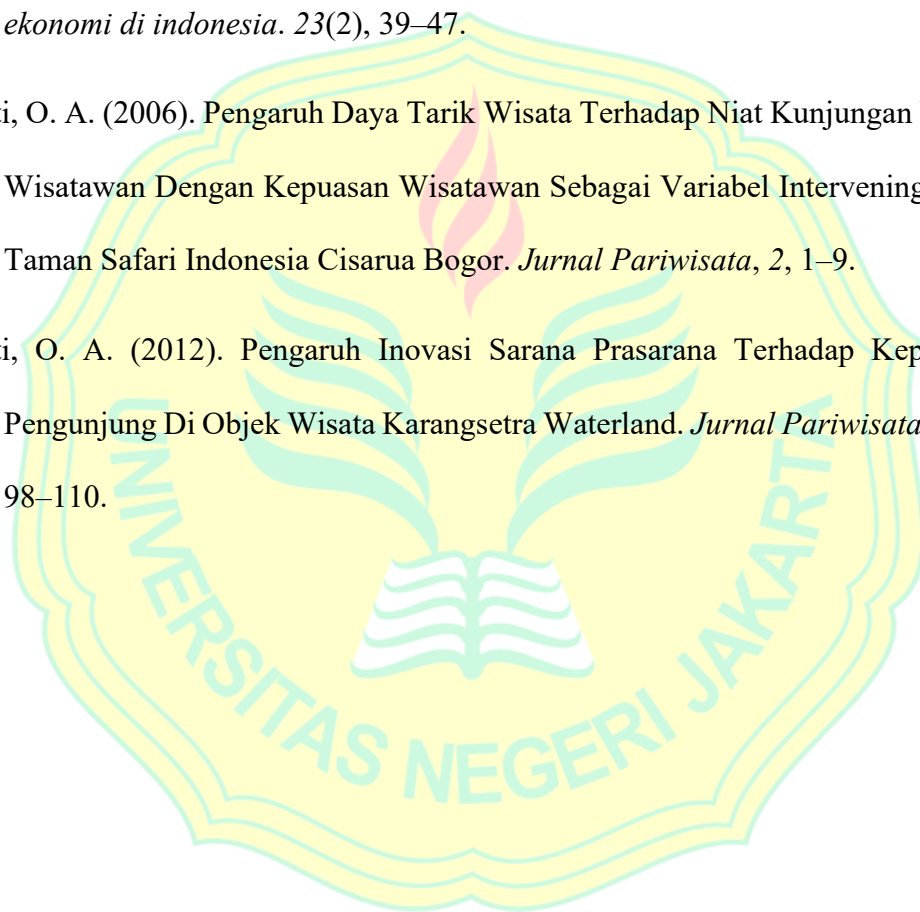 ekonomi di indonesia. 23(2), 39–47.
ti, O. A. (2006). Pengaruh Daya Tarik Wisata Terhadap Niat Kunjungan
Wisatawan Dengan Kepuasan Wisatawan Sebagai Variabel Intervening
Taman Safari Indonesia Cisarua Bogor. Jurnal Pariwisata, 2, 1–9.
ti, O. A. (2012). Pengaruh Inovasi Sarana Prasarana Terhadap Kep
Pengunjung Di Objek Wisata Karangsetra Waterland. Jurnal Pariwisata
98–110.
UNIVERSITAS NEGERI JAKARTA